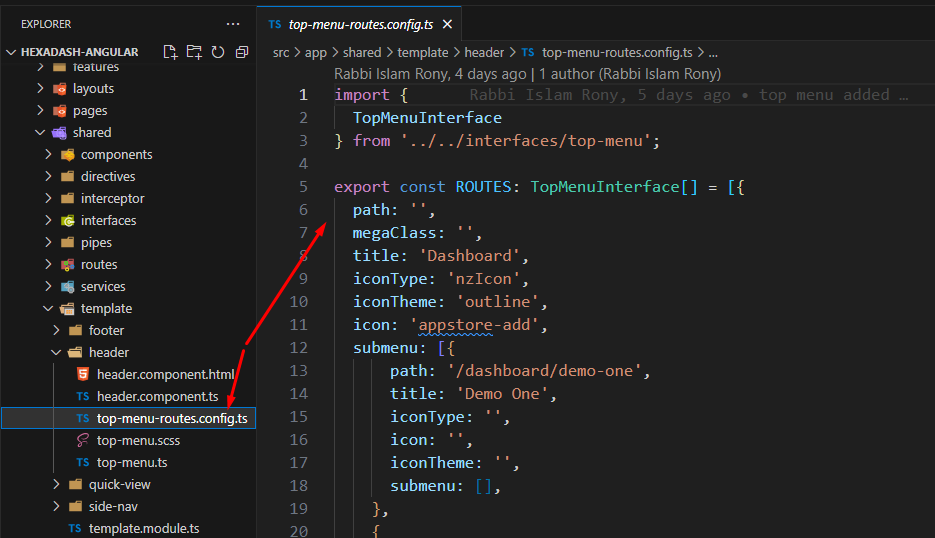 EXPLORER
HEXADASH-ANGULAR
features
layouts
pages
shared
components
directives
interceptor
interfaces
pipes
routes
services
template
footer
header
header.component.html
TS header.component.ts
TS top-menu-routes.config.ts
top-menu.scss
TS top-menu.ts
quick-view
side-nav
TS template.module.ts
TS top-menu-routes.config.ts
src > app > shared > template > header > TS top-menu-routes.config.ts > ...
Rabbi Islam Rony, 4 days ago | 1 author (Rabbi Islam Rony)
1 import { Rabbi Islam Rony, 5 days ago • top menu added …
2 TopMenuInterface
3 } from '../../interfaces/top-menu';
4
5 export const ROUTES: TopMenuInterface[] = [{
6 path: '',
7 megaClass: '',
8 title: 'Dashboard',
9 iconType: 'nzIcon',
10 iconTheme: 'outline',
11 icon: 'appstore-add',
12 submenu: [{
13 path: '/dashboard/demo-one',
14 title: 'Demo One',
15 iconType: '',
16 icon: '',
17 iconTheme: '',
18 submenu: [],
19 },
20 {